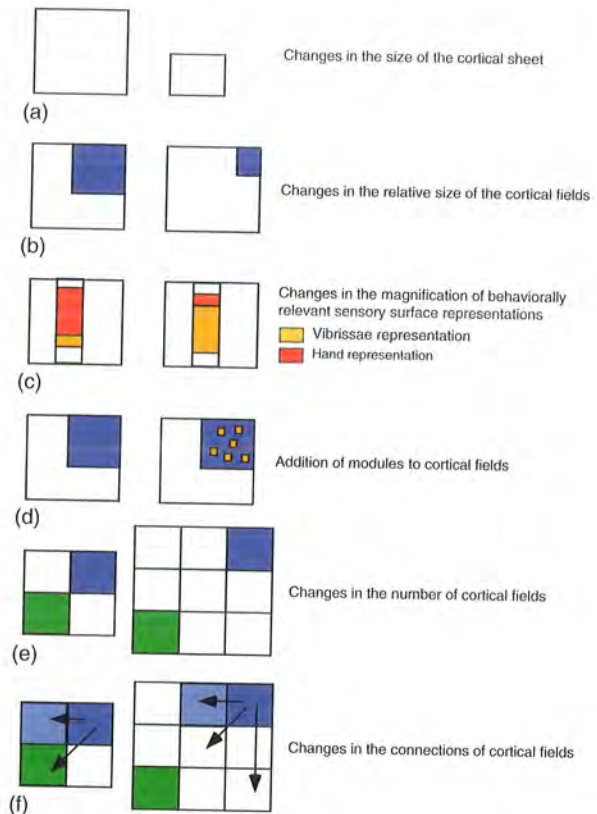 Changes in the size of the cortical sheet
(a)
Changes in the relative size of the cortical fields
(b)
Changes in the magnification of behaviorally
relevant sensory surface representations
Vibrissae representation
Hand representation
(c)
Addition of modules to cortical fields
(d)
Changes in the number of cortical fields
(e)
Changes in the connections of cortical fields
(f)